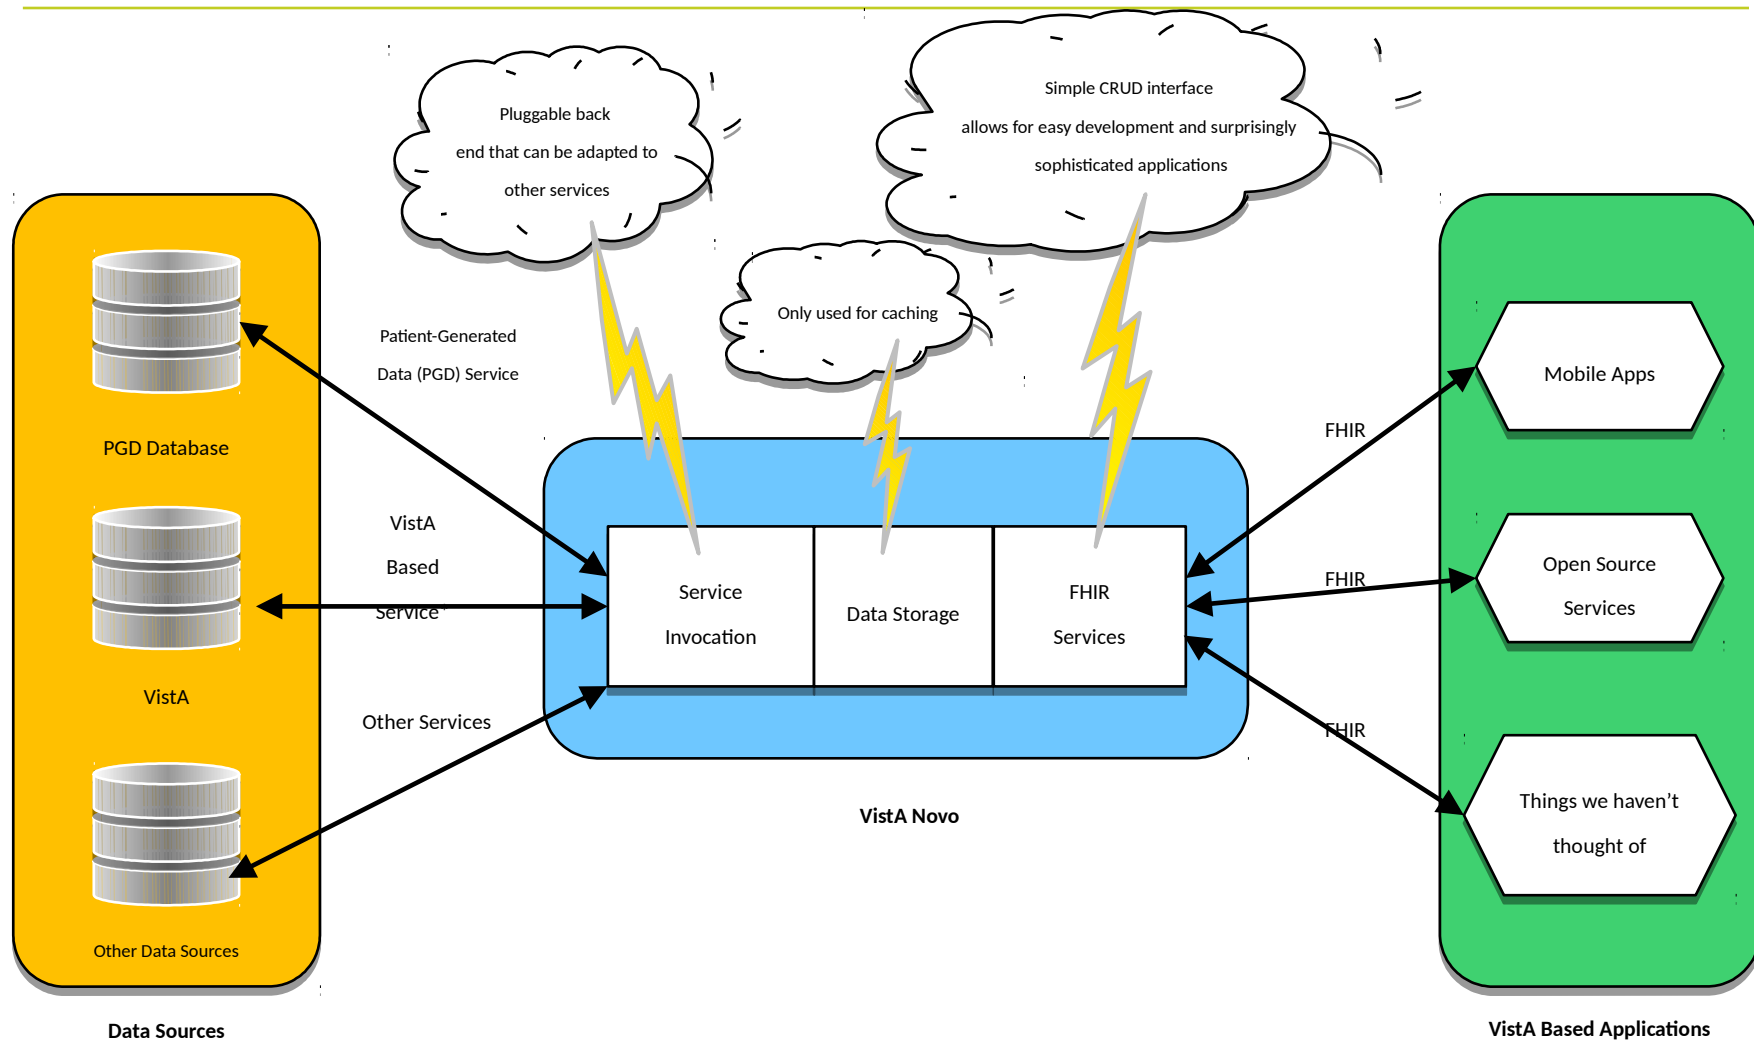 Simple CRUD interface
allows for easy development and surprisingly
sophisticated applications
Pluggable back
end that can be adapted to
other services
Only used for caching
Patient-Generated
Data (PGD) Service
PGD Database
VistA
Based
Service
VistA
Other Services
Other Data Sources
Data Sources
Service
Invocation
Data Storage
FHIR
Services
VistA Novo
FHIR
FHIR
FHIR
Mobile Apps
Open Source
Services
Things we haven’t
thought of
VistA Based Applications